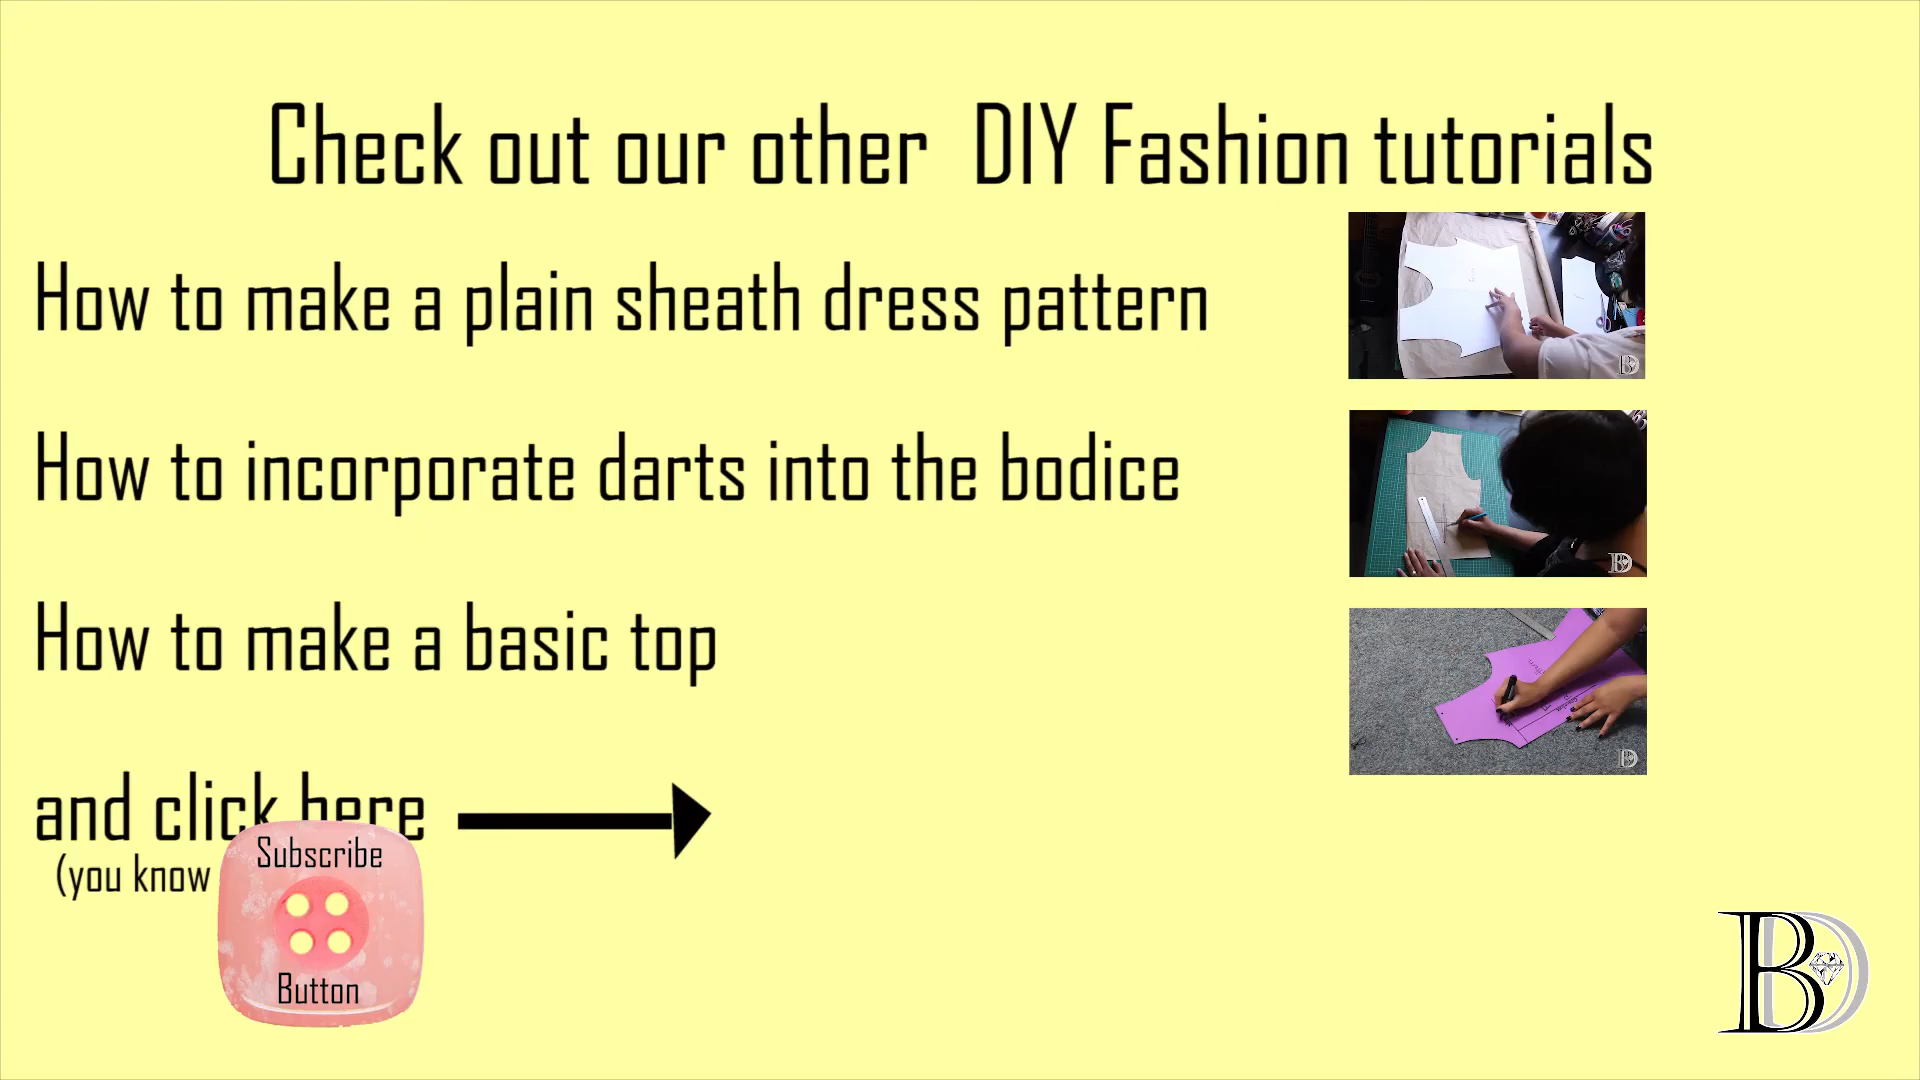 Check out our other DIY Fashion tutorials
How to make a plain sheath dress pattern
How to incorporate darts into the bodice
How to make a basic top
and click here
(you know
Subscribe
Button
BD